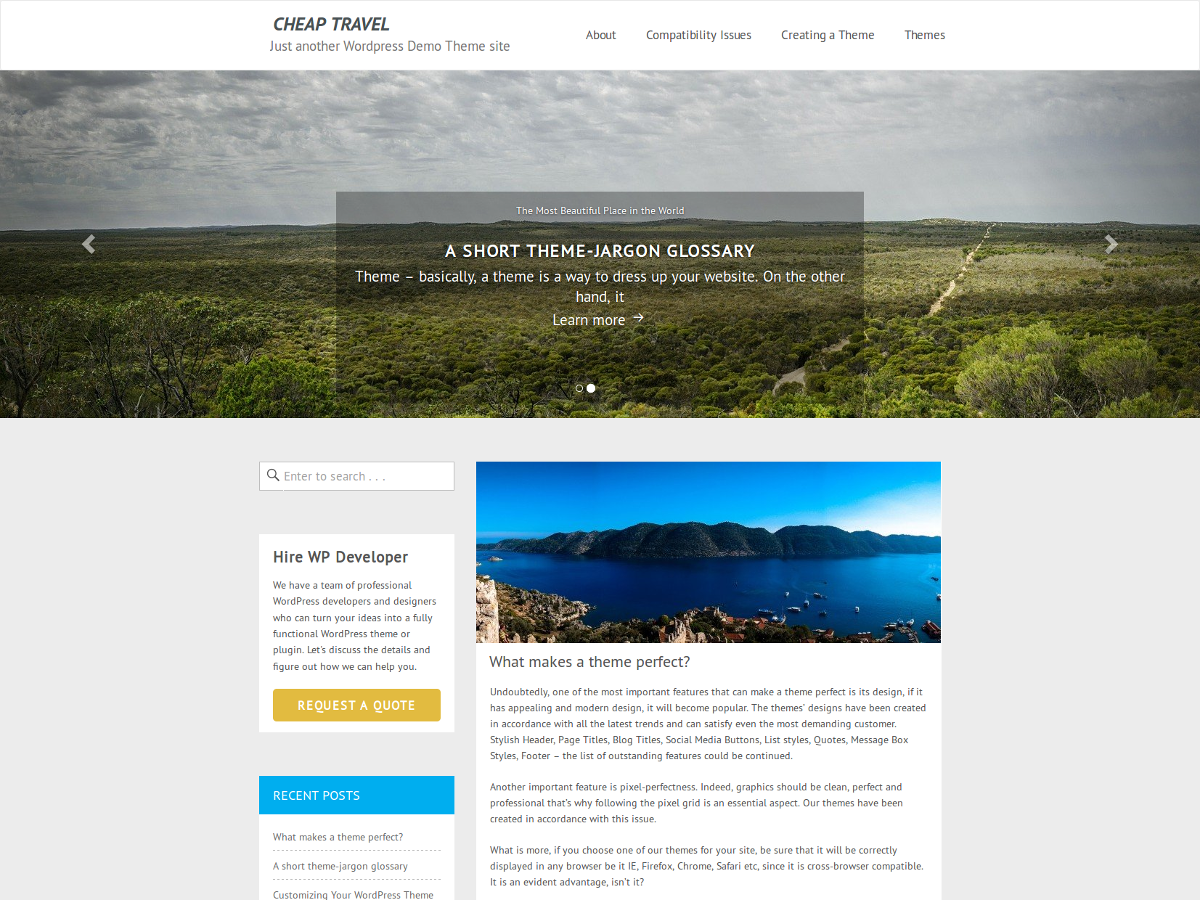 CHEAP TRAVEL
Just another Wordpress Demo Theme site
About Compatibility Issues Creating a Theme Themes
The Most Beautiful Place in the World
A SHORT THEME-JARGON GLOSSARY
Theme – basically, a theme is a way to dress up your website. On the other
hand, it
Learn more →
Enter to search . . .
Hire WP Developer
We have a team of professional
WordPress developers and designers
who can turn your ideas into a fully
functional WordPress theme or
plugin. Let's discuss the details and
figure out how we can help you.
REQUEST A QUOTE
RECENT POSTS
What makes a theme perfect?
A short theme-jargon glossary
Customizing Your WordPress Theme
What makes a theme perfect?
Undoubtedly, one of the most important features that can make a theme perfect is its design, if it
has appealing and modern design, it will become popular. The themes' designs have been created
in accordance with all the latest trends and can satisfy even the most demanding customer.
Stylish Header, Page Titles, Blog Titles, Social Media Buttons, List styles, Quotes, Message Box
Styles, Footer – the list of outstanding features could be continued.
Another important feature is pixel-perfectness. Indeed, graphics should be clean, perfect and
professional that's why following the pixel grid is an essential aspect. Our themes have been
created in accordance with this issue.
What is more, if you choose one of our themes for your site, be sure that it will be correctly
displayed in any browser be it IE, Firefox, Chrome, Safari etc, since it is cross-browser compatible.
It is an evident advantage, isn't it?